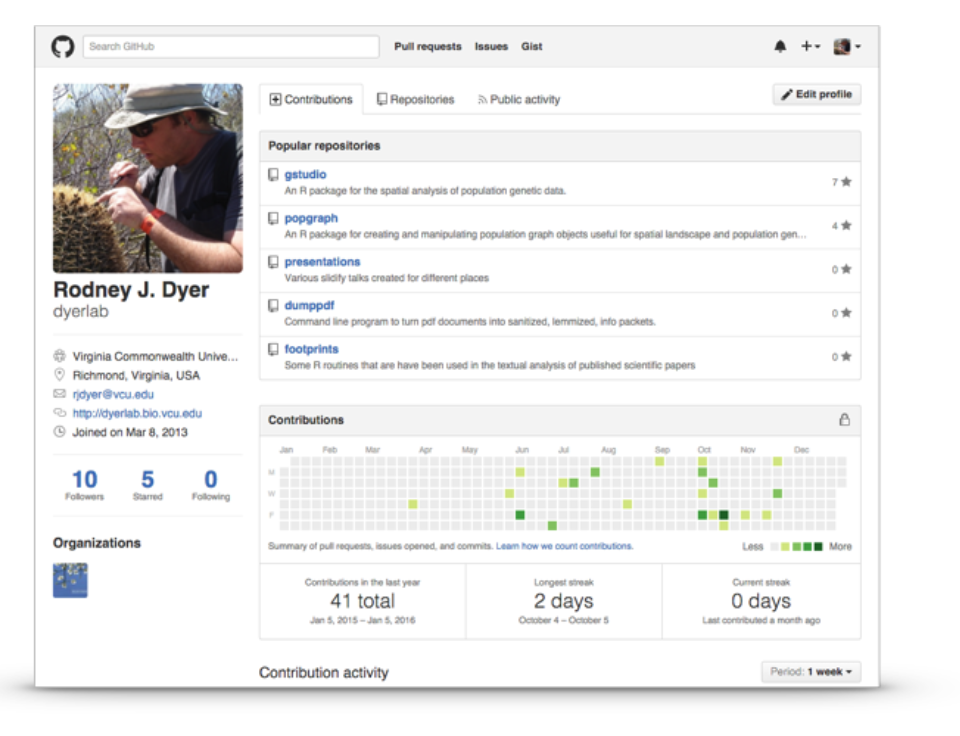 Search GitHub
Pull requests Issues Gist
Rodney J. Dyer
dyerlab
Virginia Commonwealth Unive...
Richmond, Virginia, USA
rjdyer@vcu.edu
http://dyerlab.bio.vcu.edu
Joined on Mar 8, 2013
10 5 0
Followers Starred Following
Organizations
Contributions Repositories Public activity
Edit profile
Popular repositories
gstudio
An R package for the spatial analysis of population genetic data.
7
popgraph
An R package for creating and manipulating population graph objects useful for spatial landscape and population gen...
4
presentations
Various slidify talks created for different places
0
dumppdf
Command line program to turn pdf documents into sanitized, lemmized, info packets.
0
footprints
Some R routines that are have been used in the textual analysis of published scientific papers
0
Contributions
Jan Feb Mar Apr May Jun Jul Aug Sep Oct Nov Dec
M
W
F
Summary of pull requests, issues opened, and commits. Learn how we count contributions.
Less More
Contributions in the last year
41 total
Jan 5, 2015 – Jan 5, 2016
Longest streak
2 days
October 4 – October 5
Current streak
0 days
Last contributed a month ago
Contribution activity
Period: 1 week